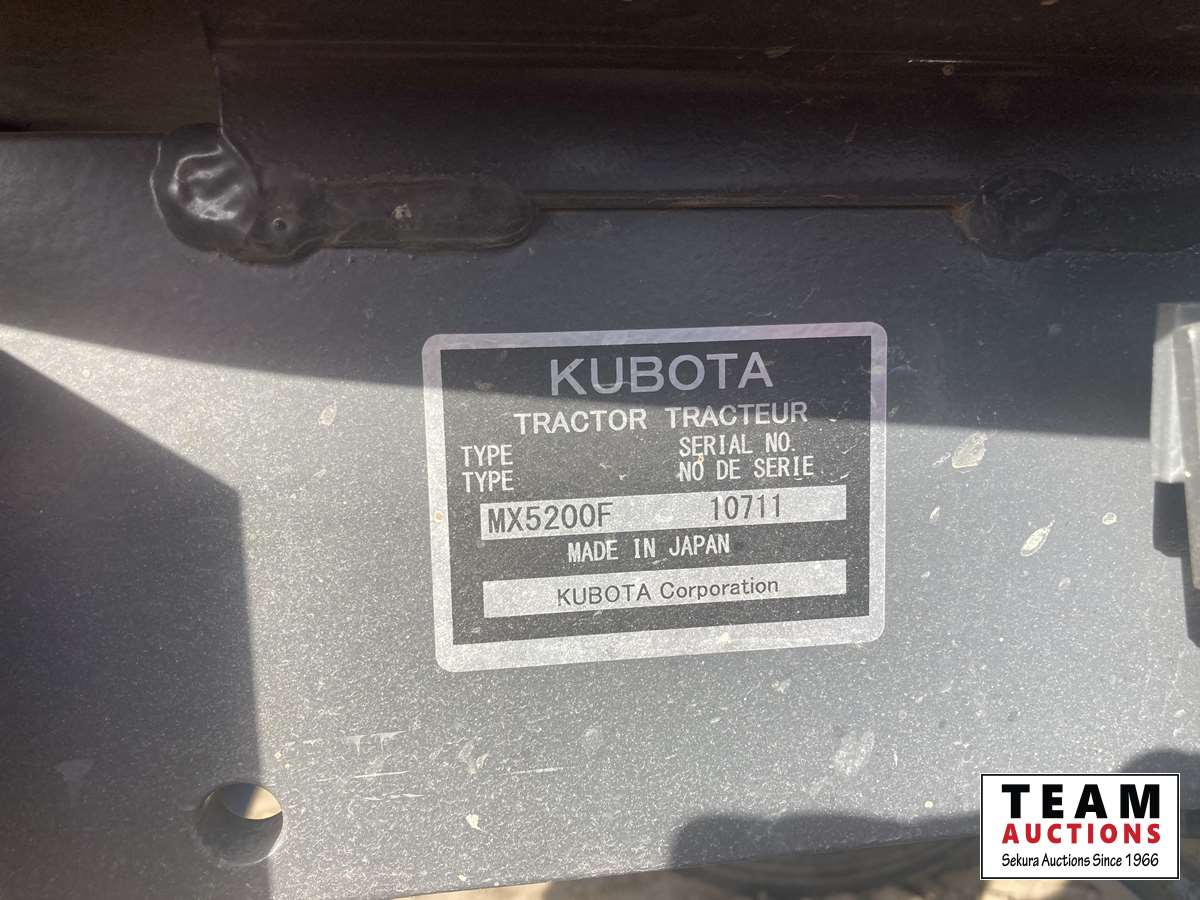 KUBOTA
TRACTOR TRACTEUR
TYPE SERIAL NO.
TYPE NO DE SERIE
MX5200F 10711
MADE IN JAPAN
KUBOTA Corporation
TEAM
AUCTIONS
Sekura Auctions Since 1966